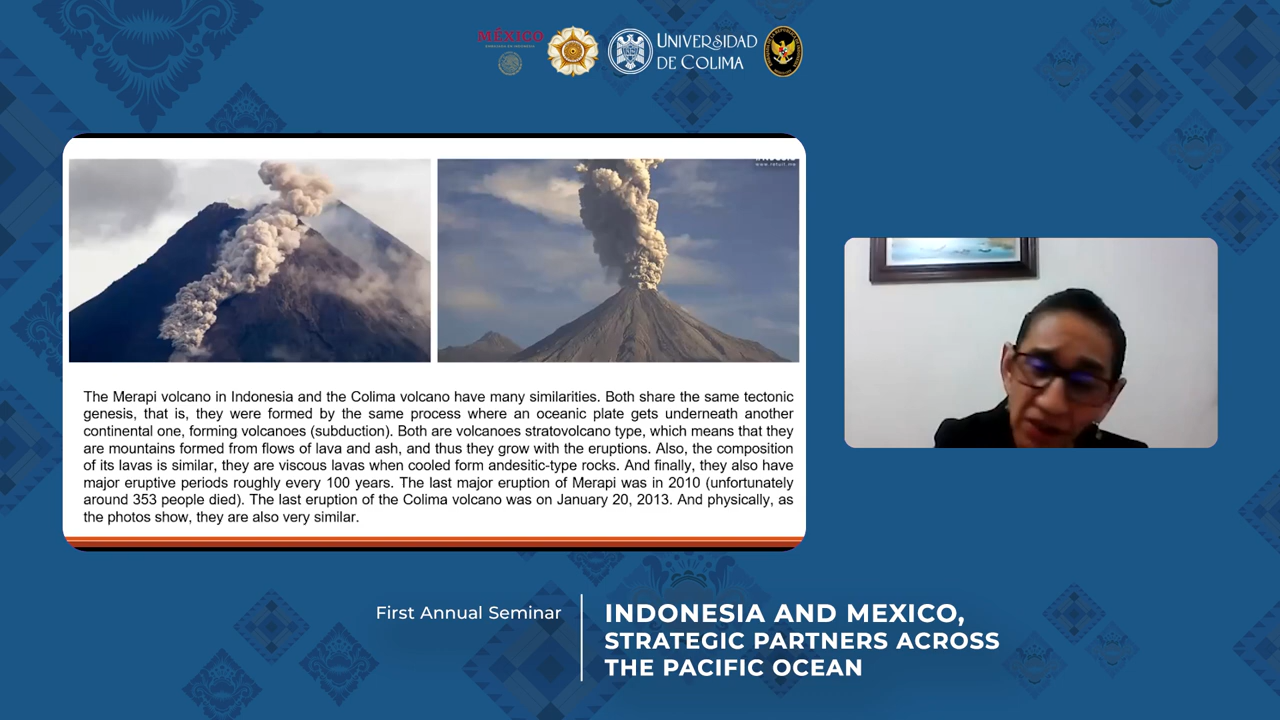 MÉXICO
UNIVERSIDAD
DE COLIMA
The Merapi volcano in Indonesia and the Colima volcano have many similarities. Both share the same tectonic
genesis, that is, they were formed by the same process where an oceanic plate gets underneath another
continental one, forming volcanoes (subduction). Both are volcanoes stratovolcano type, which means that they
are mountains formed from flows of lava and ash, and thus they grow with the eruptions. Also, the composition
of its lavas is similar, they are viscous lavas when cooled form andesitic-type rocks. And finally, they also have
major eruptive periods roughly every 100 years. The last major eruption of Merapi was in 2010 (unfortunately
around 353 people died). The last eruption of the Colima volcano was on January 20, 2013. And physically, as
the photos show, they are also very similar.
First Annual Seminar
INDONESIA AND MEXICO,
STRATEGIC PARTNERS ACROSS
THE PACIFIC OCEAN